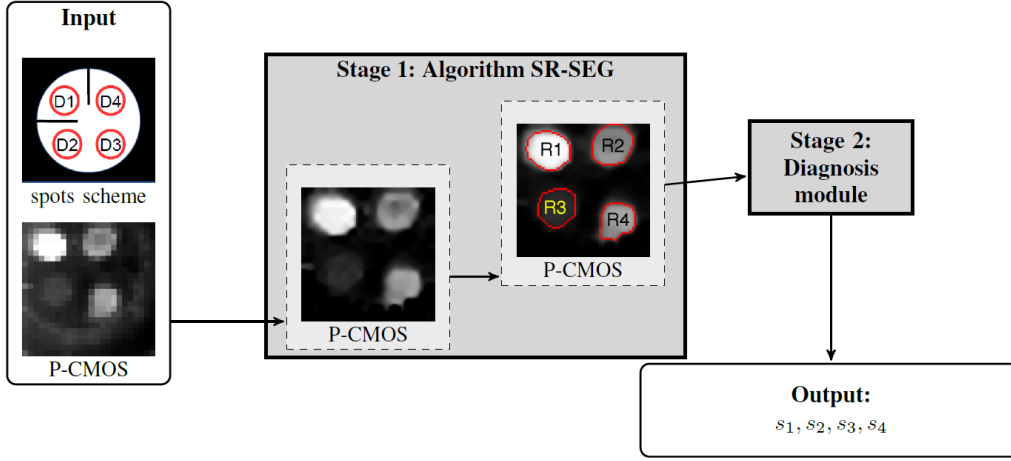 Input
D1 D4
D2 D3
spots scheme
P-CMOS
Stage 1: Algorithm SR-SEG
P-CMOS
R1 R2
R3 R4
P-CMOS
Stage 2:
Diagnosis
module
Output:
s₁, s₂, s₃, s₄